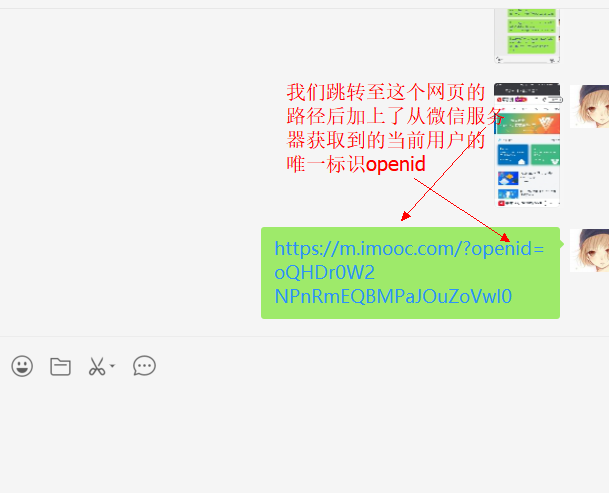 我们跳转至这个网页的
路径后加上了从微信服务
器获取到的当前用户的
唯一标识openid
https://m.imooc.com/?openid=
oQHDr0W2
NPnRmEQBMPaJOuZoVwI0